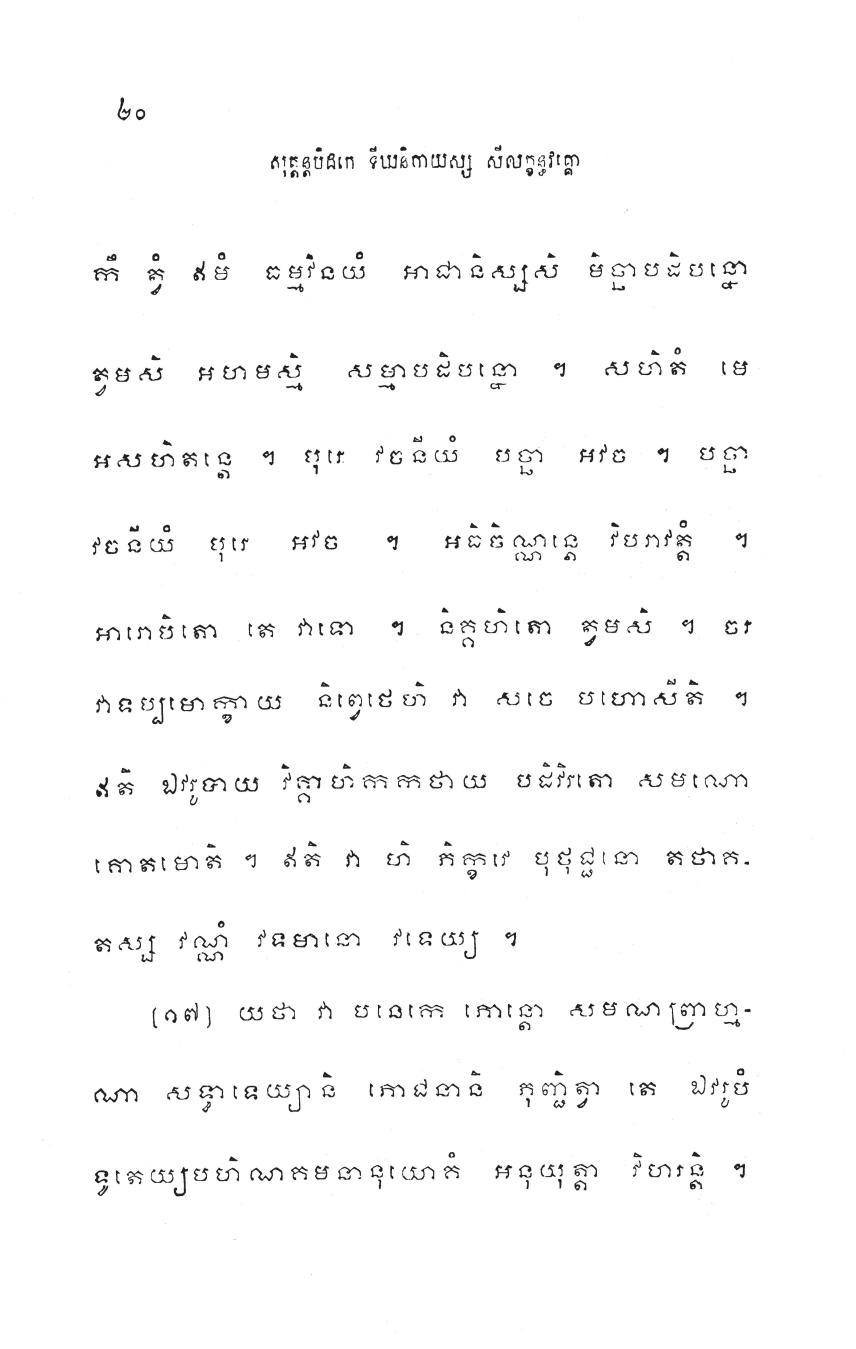 ២០
សុត្តន្តបិដកេ ទីឃនិកាយស្ស សីលក្ខន្ធវគ្គោ
កឹ ត្វំ ឥមំ ធម្មវិនយំ អាជានិស្សសិ មិច្ឆាបដិបន្នោ
ត្វមសិ អហមស្មិ សម្មាបដិបន្នោ ។ សហិតំ មេ
អសហិតន្តេ ។ បុរេ វចនីយំ បច្ឆា អវច ។ បច្ឆា
វចនីយំ បុរេ អវច ។ អធិចិណ្ណន្តេ វិបរាវត្តំ ។
អារោបិតោ តេ វាទោ ។ និគ្គហិតោ ត្វមសិ ។ ចរ
វាទប្បមោក្ខាយ និព្វេថេហិ វា សចេ បហោសីតិ ។
ឥតិ ឯវរូបាយ វិគ្គាហិកកថាយ បដិវិរតោ សមណោ
គោតមោតិ ។ ឥតិ វា ហិ ភិក្ខវេ បុថុជ្ជនោ តថាគ-
តស្ស វណ្ណំ វទមានោ វទេយ្យ ។
[១៧] យថា វា បនេកេ ភោន្តោ សមណព្រាហ្ម-
ណា សទ្ធាទេយ្យានិ ភោជនានិ ភុញ្ជិត្វា តេ ឯវរូបំ
ទូតេយ្យបហិណគមនានុយោគំ អនុយុត្តា វិហរន្តិ ។